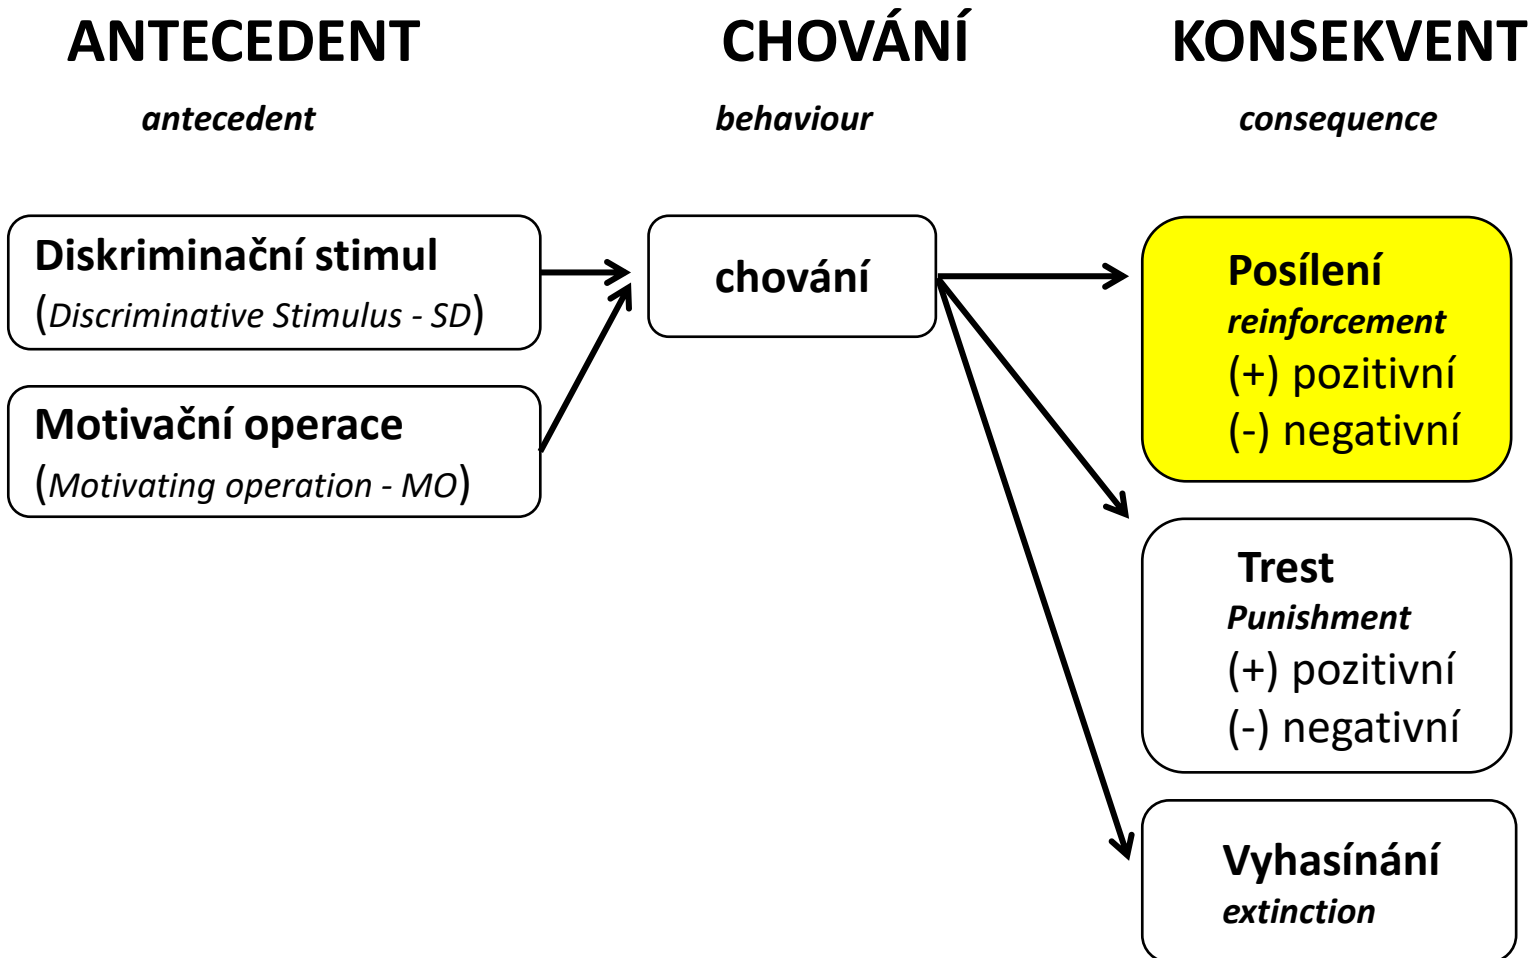 ANTECEDENT
antecedent
Diskriminační stimul
(Discriminative Stimulus - SD)
Motivační operace
(Motivating operation - MO)
CHOVÁNÍ
behaviour
chování
KONSEKVENT
consequence
Posílení
reinforcement
(+) pozitivní
(-) negativní
Trest
Punishment
(+) pozitivní
(-) negativní
Vyhasínání
extinction